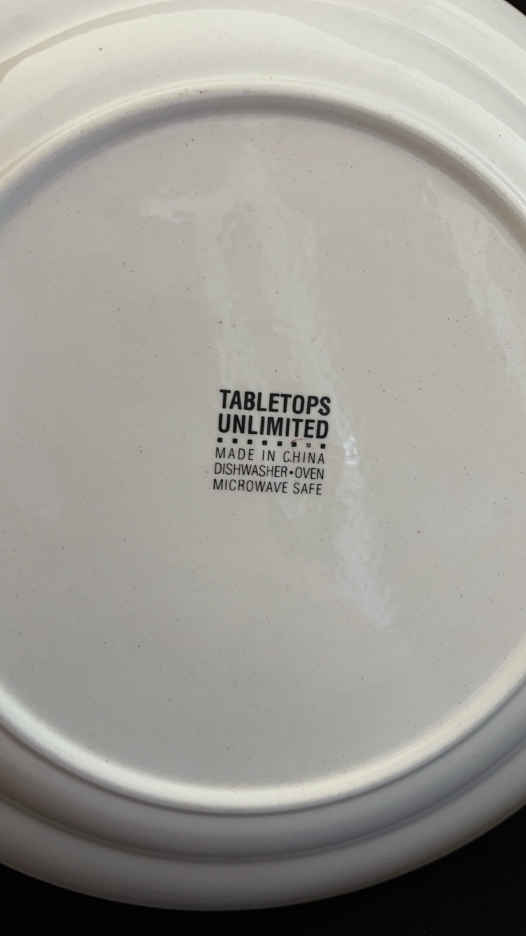 TABLETOPS
UNLIMITED
MADE IN CHINA
DISHWASHER•OVEN
MICROWAVE SAFE